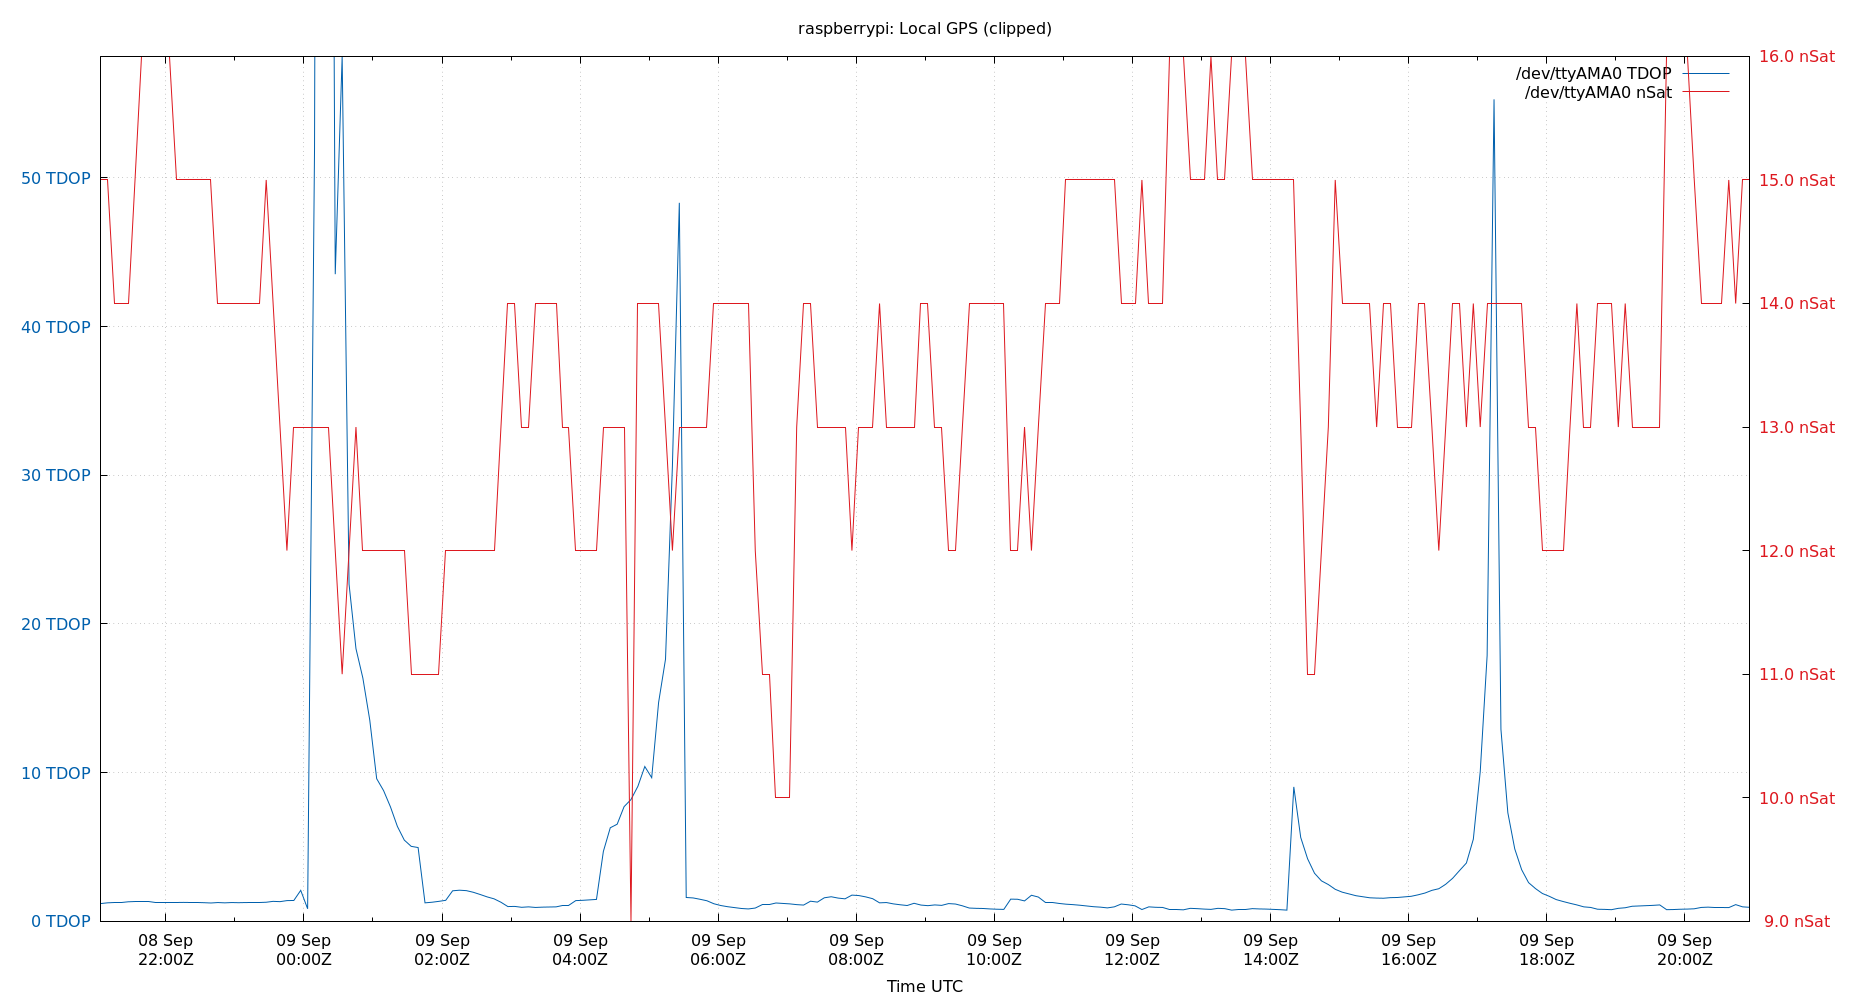 raspberrypi: Local GPS (clipped)
16.0 nSat
/dev/ttyAMA0 TDOP
/dev/ttyAMA0 nSat
50 TDOP
15.0 nSat
14.0 nSat
40 TDOP
13.0 nSat
30 TDOP
12.0 nSat
20 TDOP
11.0 nSat
10 TDOP
10.0 nSat
0 TDOP
9.0 nSat
08 Sep
22:00Z
09 Sep
00:00Z
09 Sep
02:00Z
09 Sep
04:00Z
09 Sep
06:00Z
09 Sep
08:00Z
09 Sep
10:00Z
09 Sep
12:00Z
09 Sep
14:00Z
09 Sep
16:00Z
09 Sep
18:00Z
09 Sep
20:00Z
Time UTC